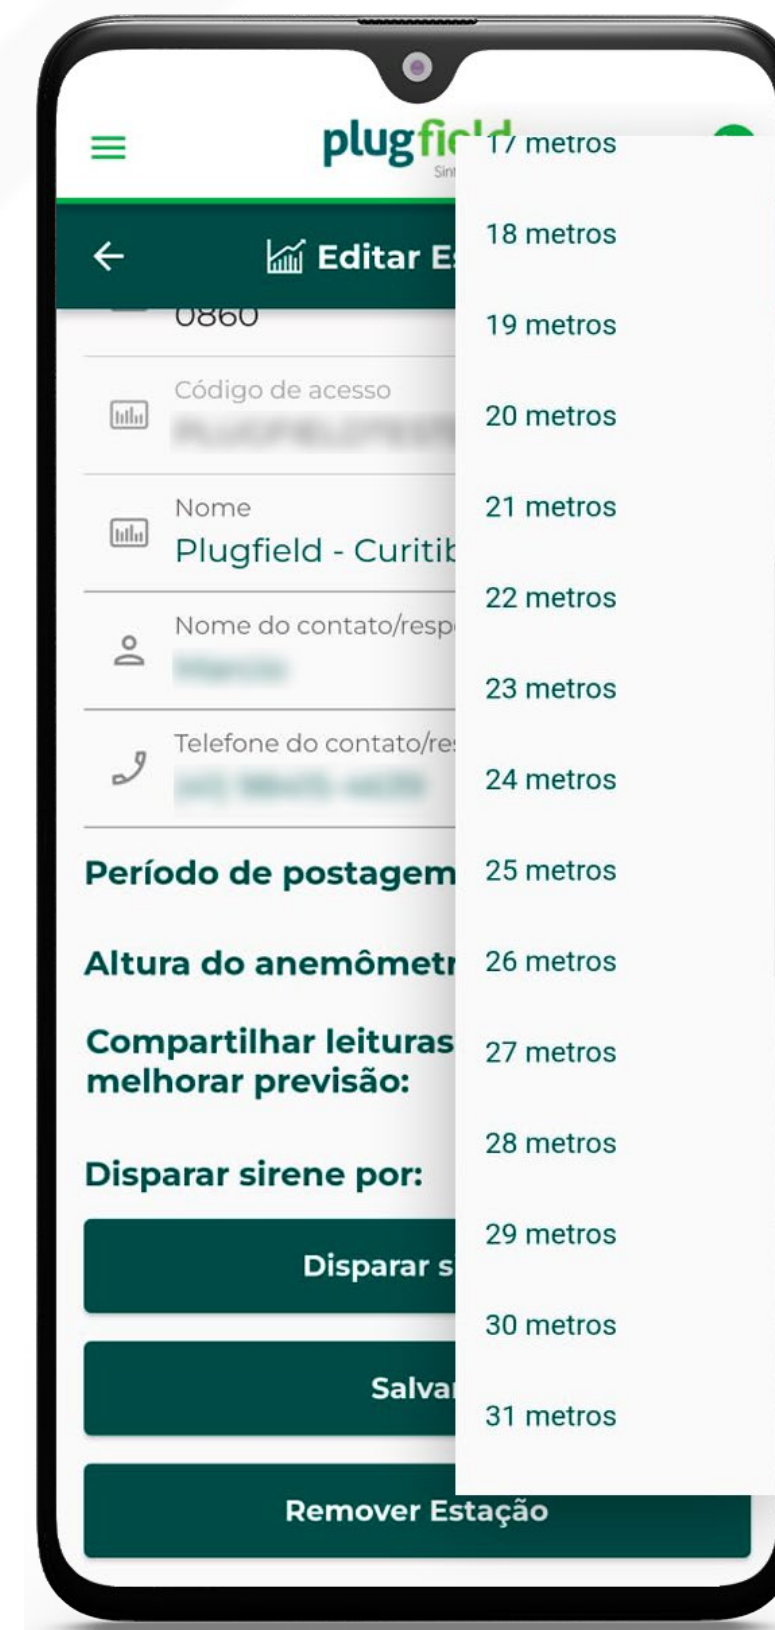 plugfield
17 metros
18 metros
Editar E
0860
19 metros
Código de acesso
20 metros
Nome
Plugfield - Curitib
21 metros
22 metros
Nome do contato/resp
23 metros
Telefone do contato/re
24 metros
Período de postagem
25 metros
Altura do anemômetr
26 metros
Compartilhar leituras
melhorar previsão:
27 metros
28 metros
Disparar sirene por:
29 metros
Disparar s
30 metros
Salva
31 metros
Remover Estação